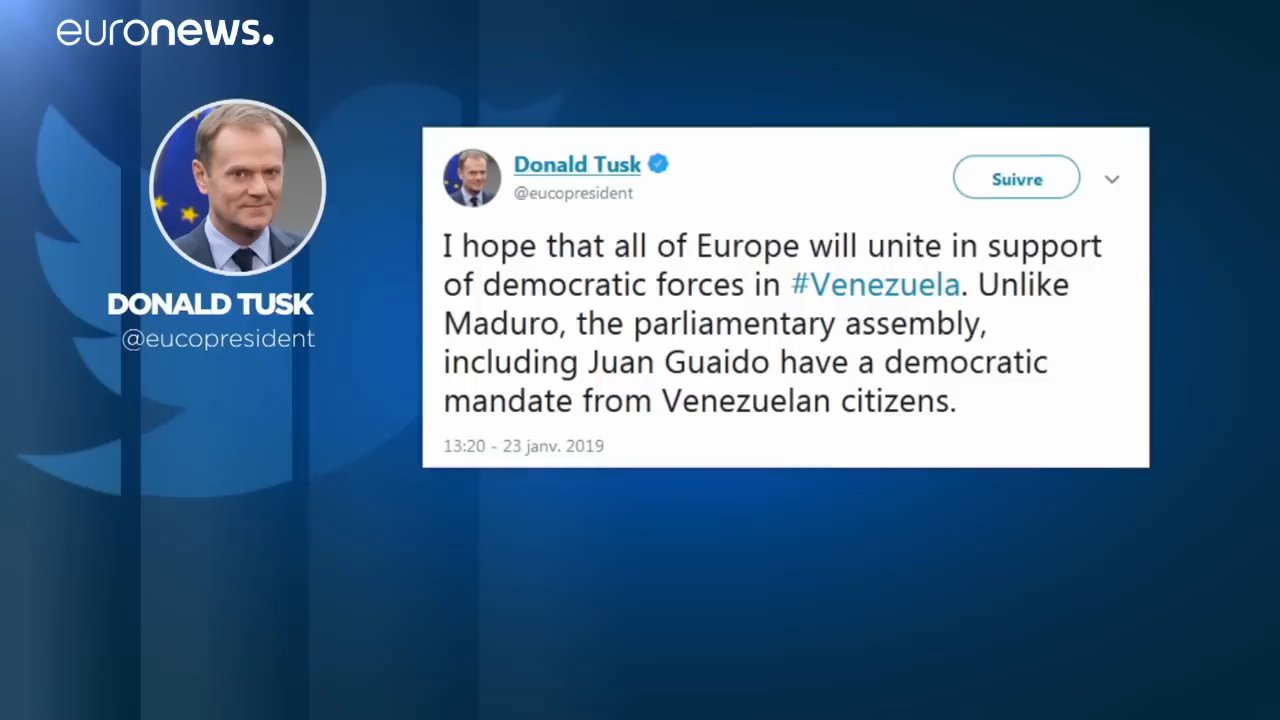 euronews.
DONALD TUSK
@eucopresident
Donald Tusk
@eucopresident
Suivre
I hope that all of Europe will unite in support
of democratic forces in #Venezuela. Unlike
Maduro, the parliamentary assembly,
including Juan Guaido have a democratic
mandate from Venezuelan citizens.
13:20 - 23 janv. 2019